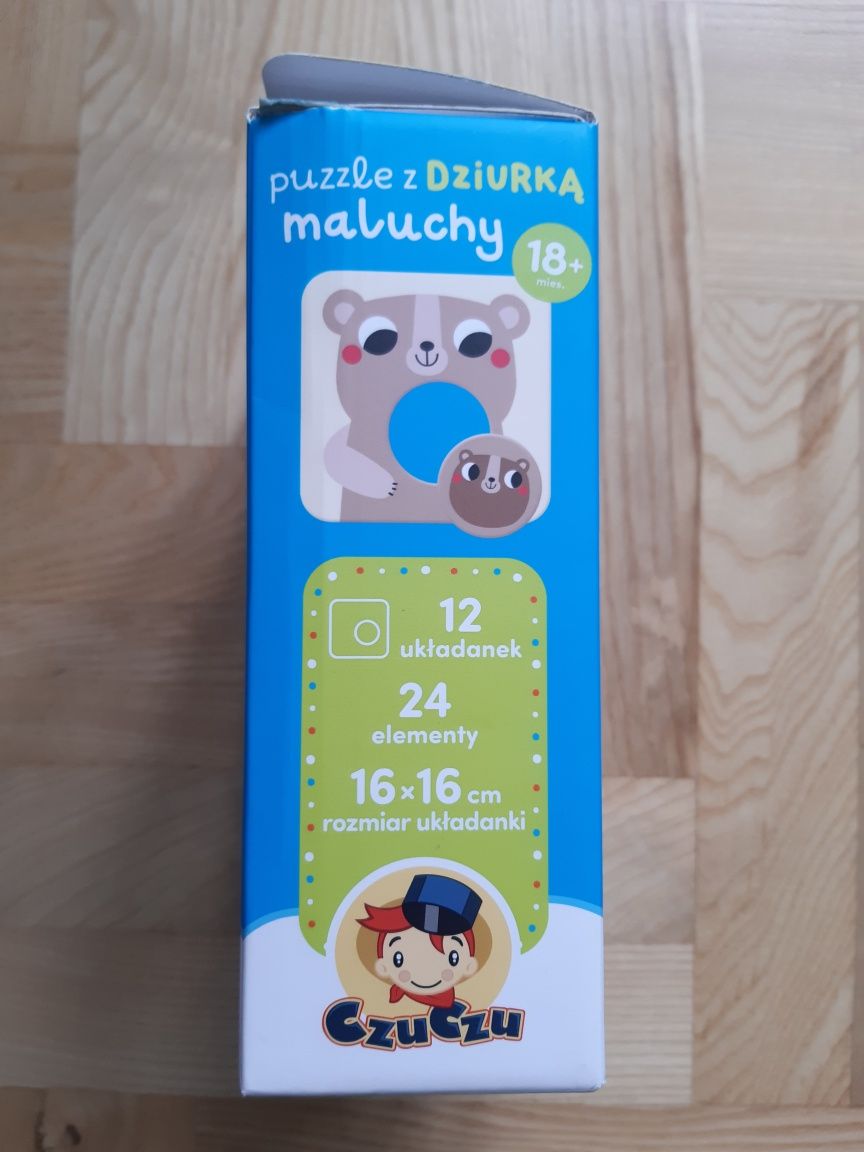 puzzle z DZIURKĄ
maluchy
18+
mies.
12
układanek
24
elementy
16×16 cm
rozmiar układanki
CzuCzu